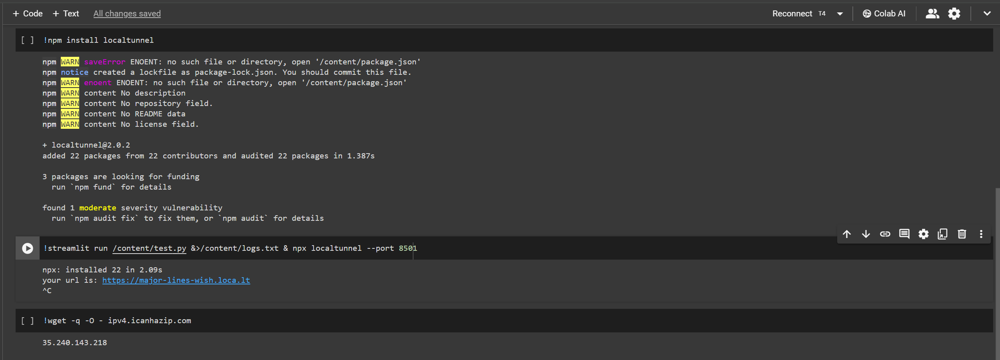 + Code + Text All changes saved Reconnect T4 Colab AI
[ ] !npm install localtunnel
npm WARN saveError ENOENT: no such file or directory, open '/content/package.json'
npm notice created a lockfile as package-lock.json. You should commit this file.
npm WARN enoent ENOENT: no such file or directory, open '/content/package.json'
npm WARN content No description
npm WARN content No repository field.
npm WARN content No README data
npm WARN content No license field.
+ localtunnel@2.0.2
added 22 packages from 22 contributors and audited 22 packages in 1.387s
3 packages are looking for funding
run `npm fund` for details
found 1 moderate severity vulnerability
run `npm audit fix` to fix them, or `npm audit` for details
!streamlit run /content/test.py &>/content/logs.txt & npx localtunnel --port 8501
npx: installed 22 in 2.09s
your url is: https://major-lines-wish.loca.lt
^C
[ ] !wget -q -O - ipv4.icanhazip.com
35.240.143.218